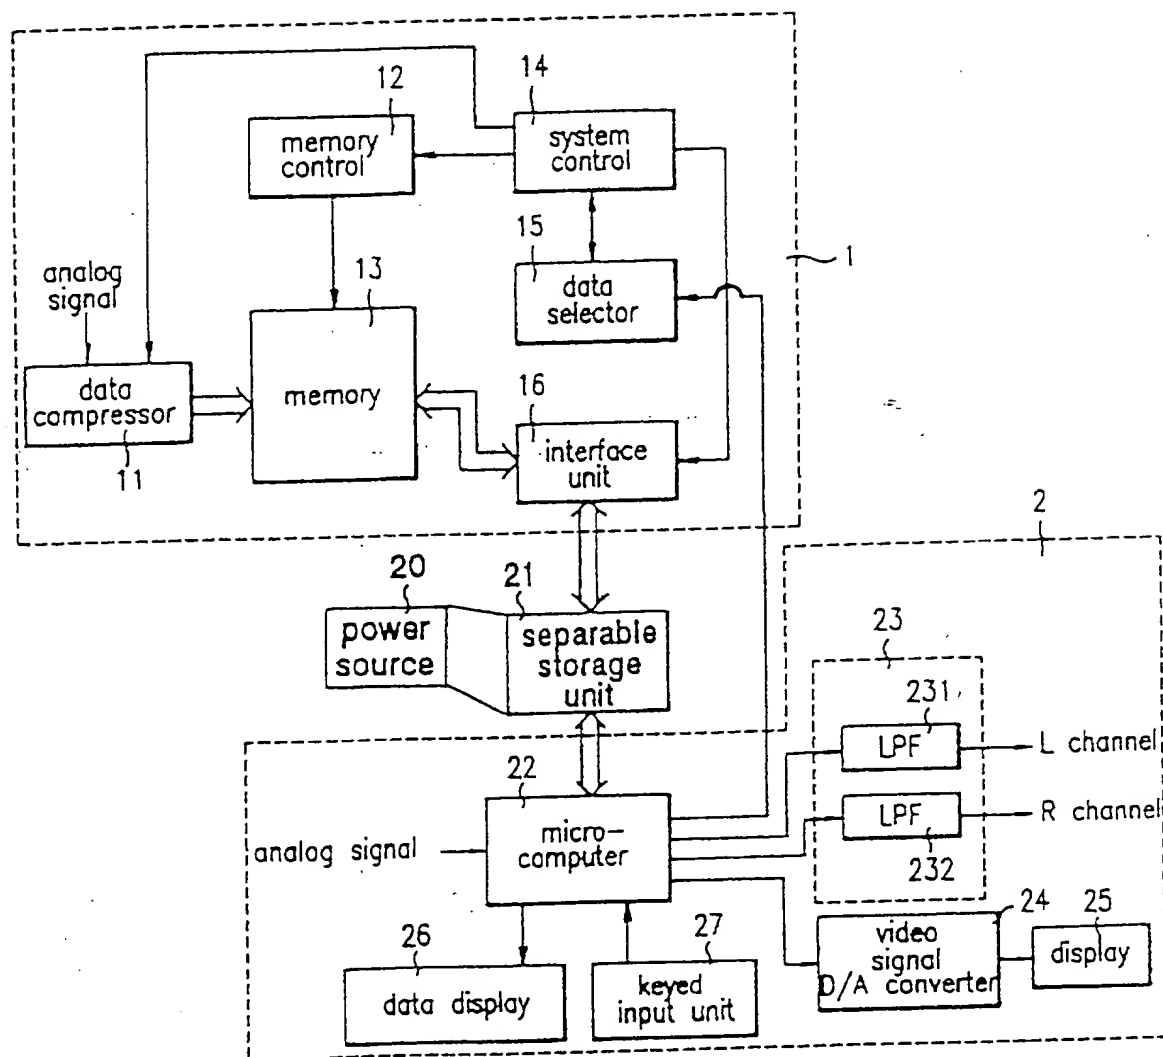 12
14
memory
control
system
control
15
1
analog
signal
13
data
selector
data
compressor
memory
16
11
interface
unit
2
20
21
power
source
separable
storage
unit
23
231
LPF
L channel
22
LPF
R channel
analog signal
micro-
computer
232
24
25
26
27
video
signal
D/A converter
display
data display
keyed
input unit